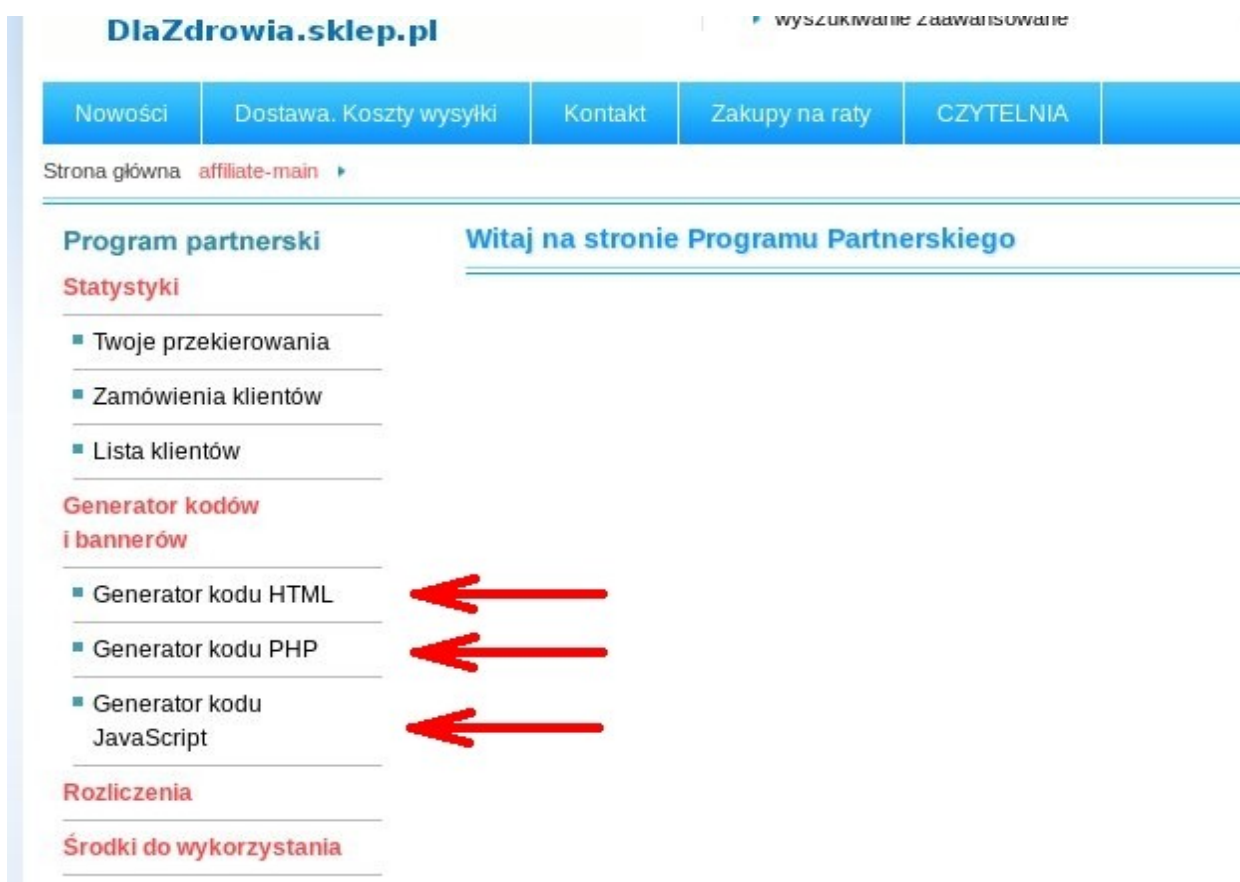 DlaZdrowia.sklep.pl
wyszukiwanie zaawansowane
Nowości Dostawa. Koszty wysyłki Kontakt Zakupy na raty CZYTELNIA
Strona główna affiliate-main
Program partnerski
Witaj na stronie Programu Partnerskiego
Statystyki
Twoje przekierowania
Zamówienia klientów
Lista klientów
Generator kodów
i bannerów
Generator kodu HTML
Generator kodu PHP
Generator kodu
JavaScript
Rozliczenia
Środki do wykorzystania